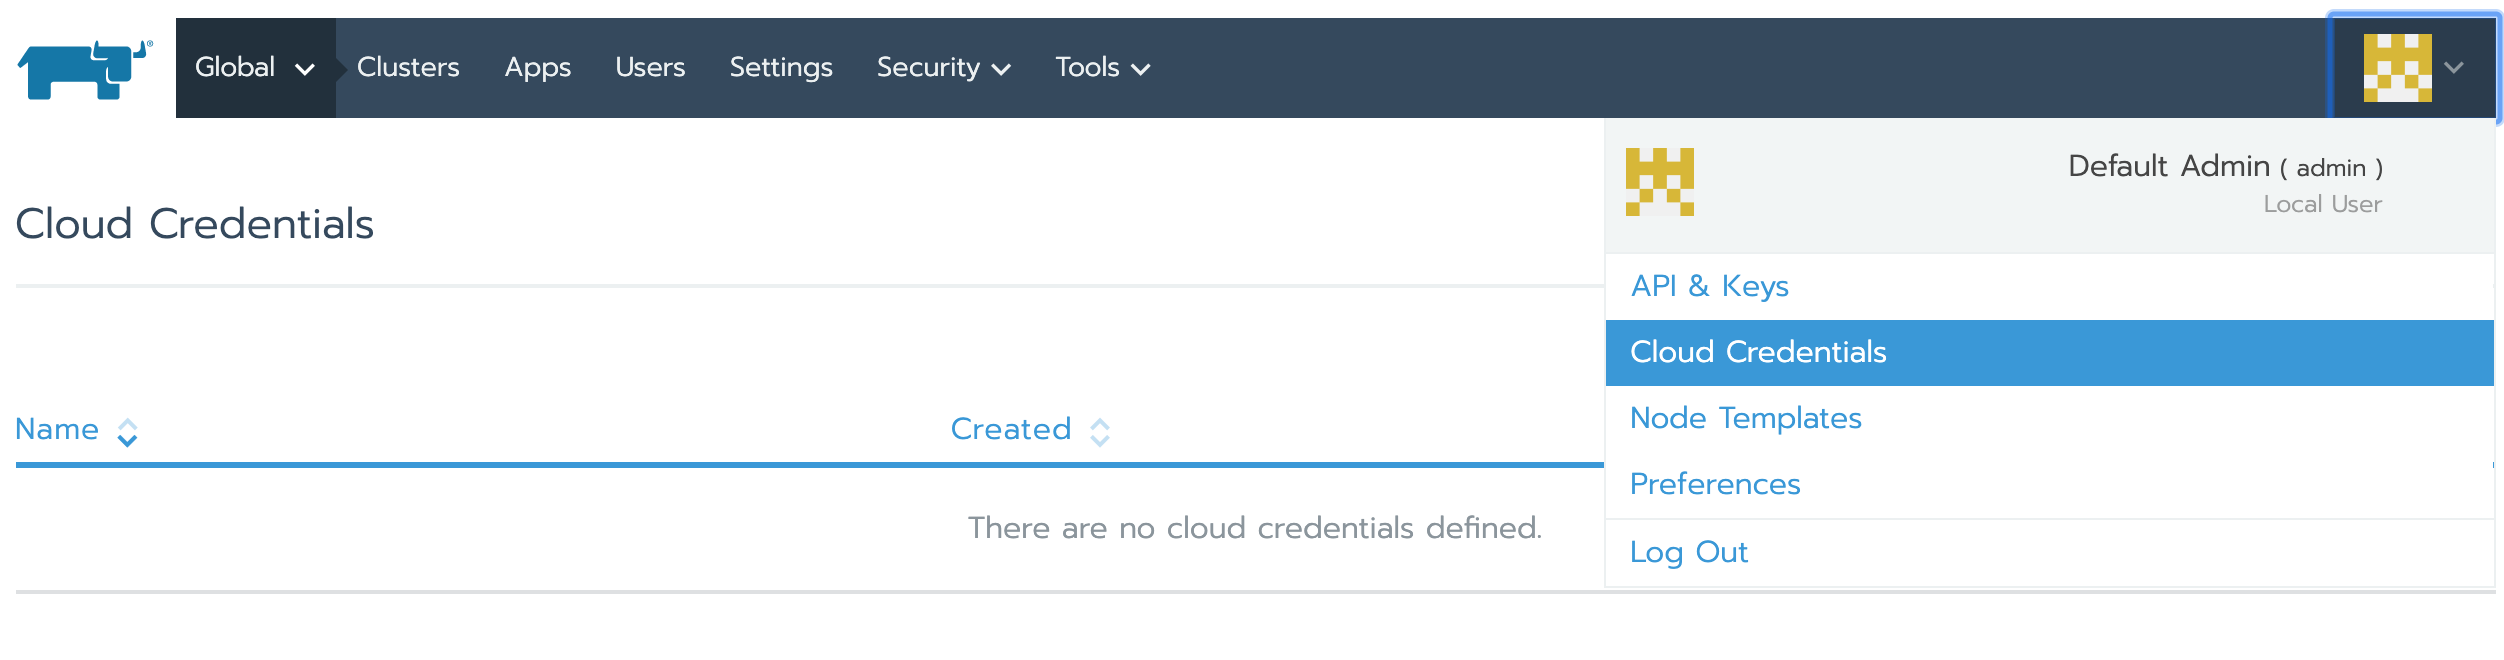 Global Clusters Apps Users Settings Security Tools
Default Admin ( admin )
Local User
Cloud Credentials
API & Keys
Cloud Credentials
Node Templates
Preferences
Log Out
Name Created
There are no cloud credentials defined.